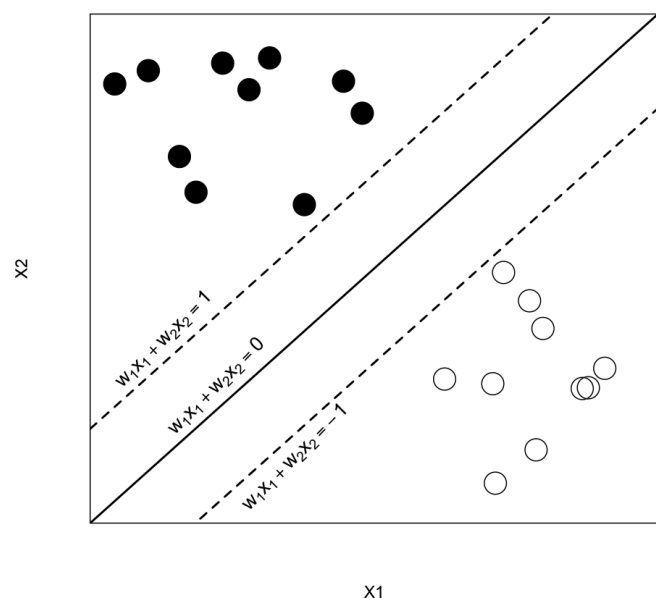 X2
w₁x₁ + w₂x₂ = 1
w₁x₁ + w₂x₂ = 0
w₁x₁ + w₂x₂ = −1
X1